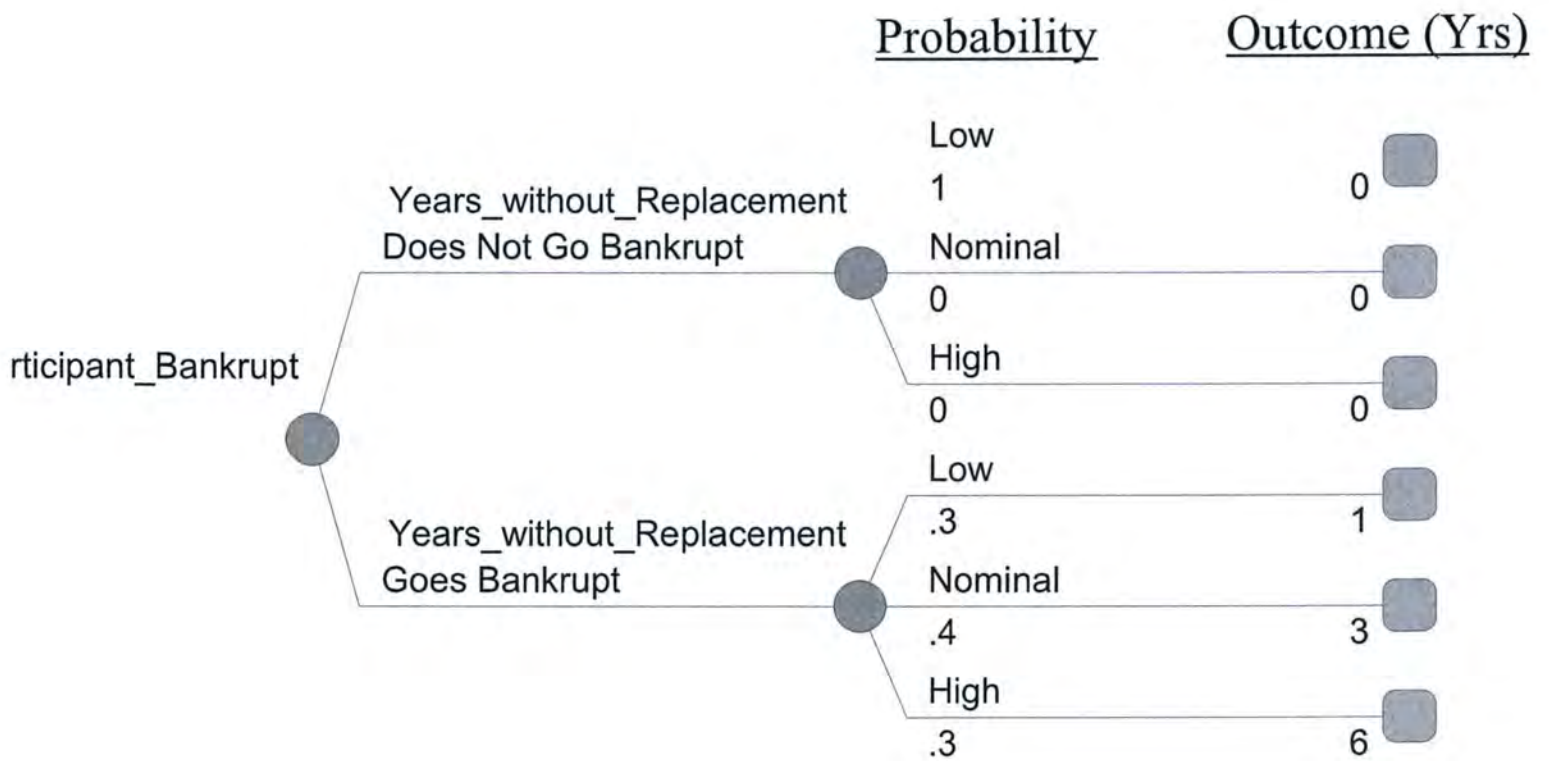 Probability Outcome (Yrs)
Low
1 0
Years_without_Replacement
Does Not Go Bankrupt
Nominal
0 0
rticipant_Bankrupt
High
0 0
Low
.3 1
Years_without_Replacement
Goes Bankrupt
Nominal
.4 3
High
.3 6